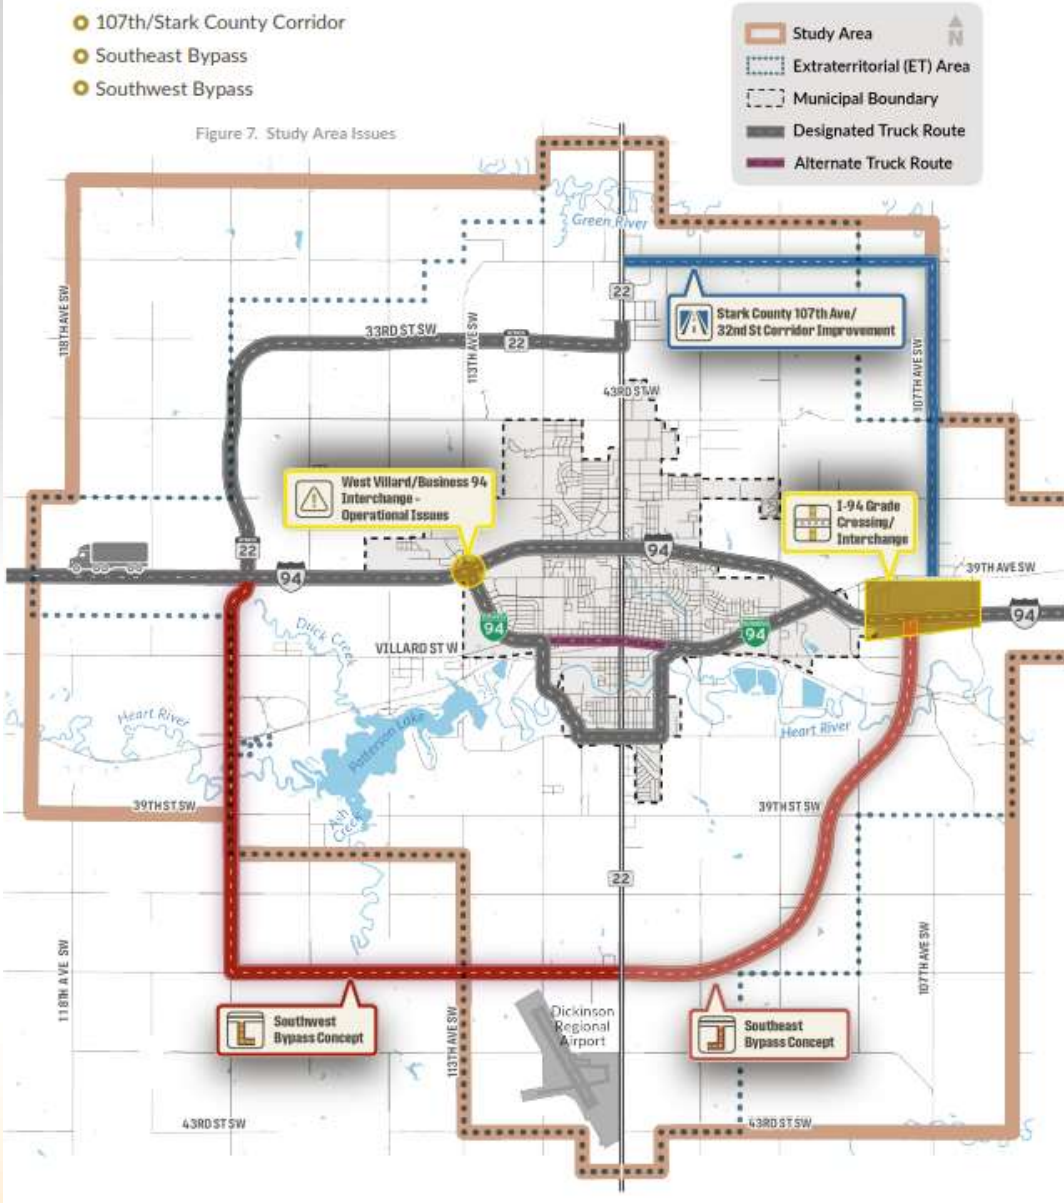 107th/Stark County Corridor
Southeast Bypass
Southwest Bypass
Figure 7. Study Area Issues
Study Area
N
Extraterritorial (ET) Area
Municipal Boundary
Designated Truck Route
Alternate Truck Route
Green River
22
Stark County 107th Ave/
32nd St Corridor Improvement
118TH AVE SW
33RD ST SW
22
113TH AVE SW
107TH AVE SW
43RD ST W
West Villard/Business 94
Interchange -
Operational Issues
I-94 Grade
Crossing/
Interchange
22
94
94
39TH AVE SW
94
94
94
Duck Creek
VILLARD ST W
Heart River
Patterson Lake
Heart River
39TH ST SW
Ash
Creek
39TH ST SW
22
118TH AVE SW
107TH AVE SW
Southwest
Bypass Concept
113TH AVE SW
Dickinson
Regional
Airport
Southeast
Bypass Concept
43RD ST SW
43RD ST SW